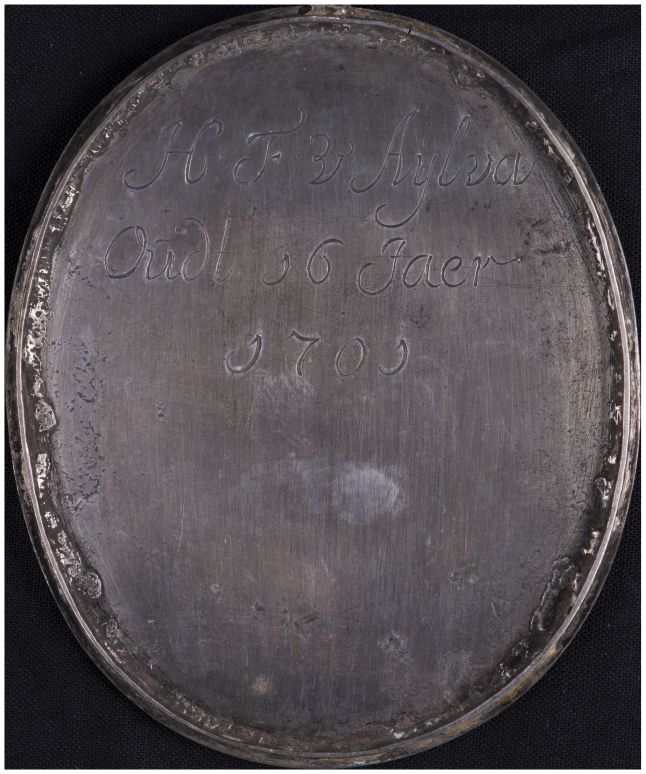 H F v Aylva
Oudt 16 Jaer
1701